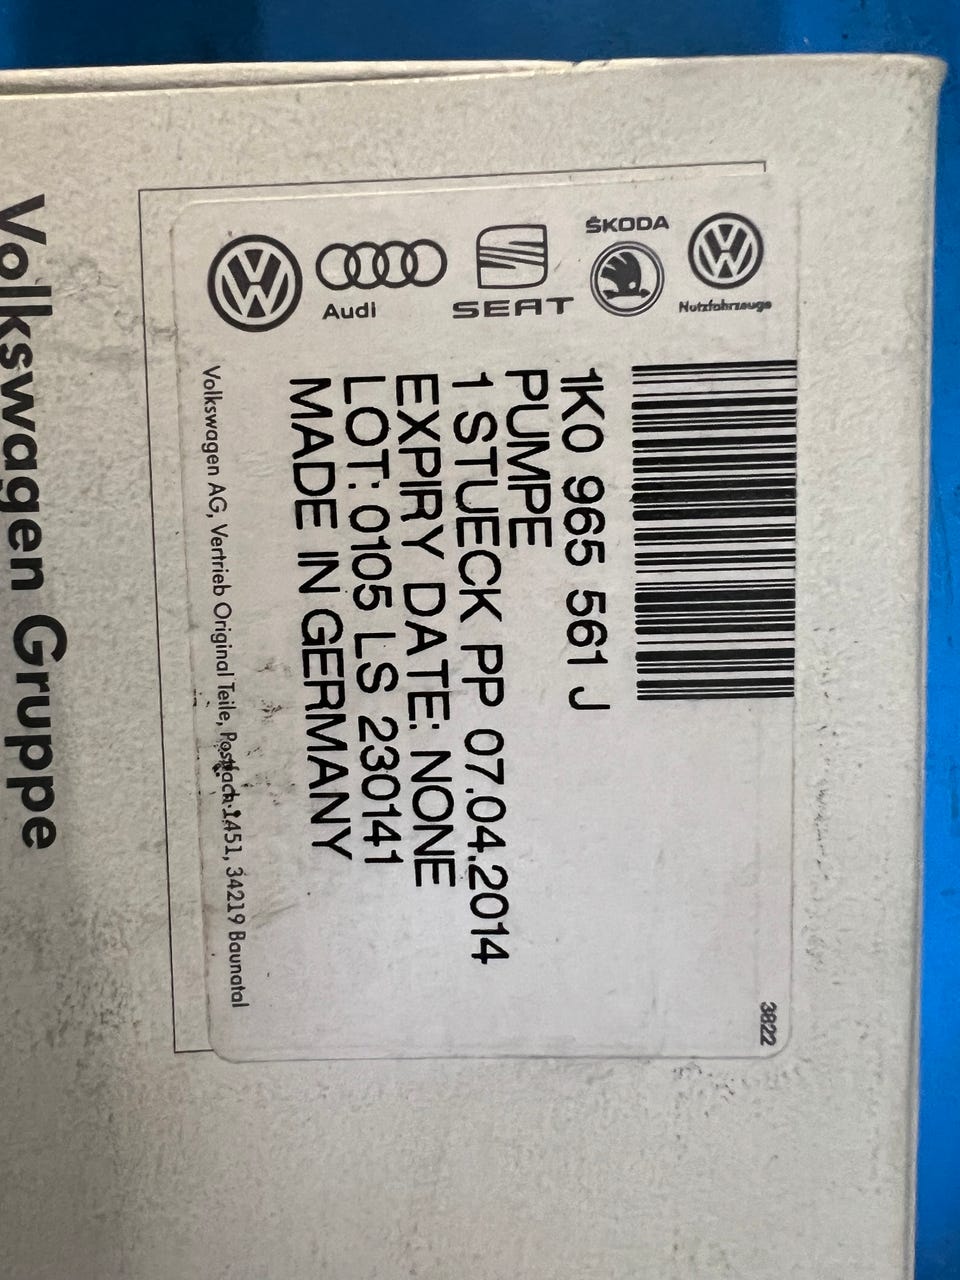 Volkswagen Gruppe
Audi
SEAT
ŠKODA
Nutzfahrzeuge
1K0 965 561 J
PUMPE
1 STUECK PP 07.04.2014
EXPIRY DATE: NONE
LOT: 0105 LS 230141
MADE IN GERMANY
Volkswagen AG, Vertrieb Original Teile, Postfach 1451, 34219 Baunatal
3822